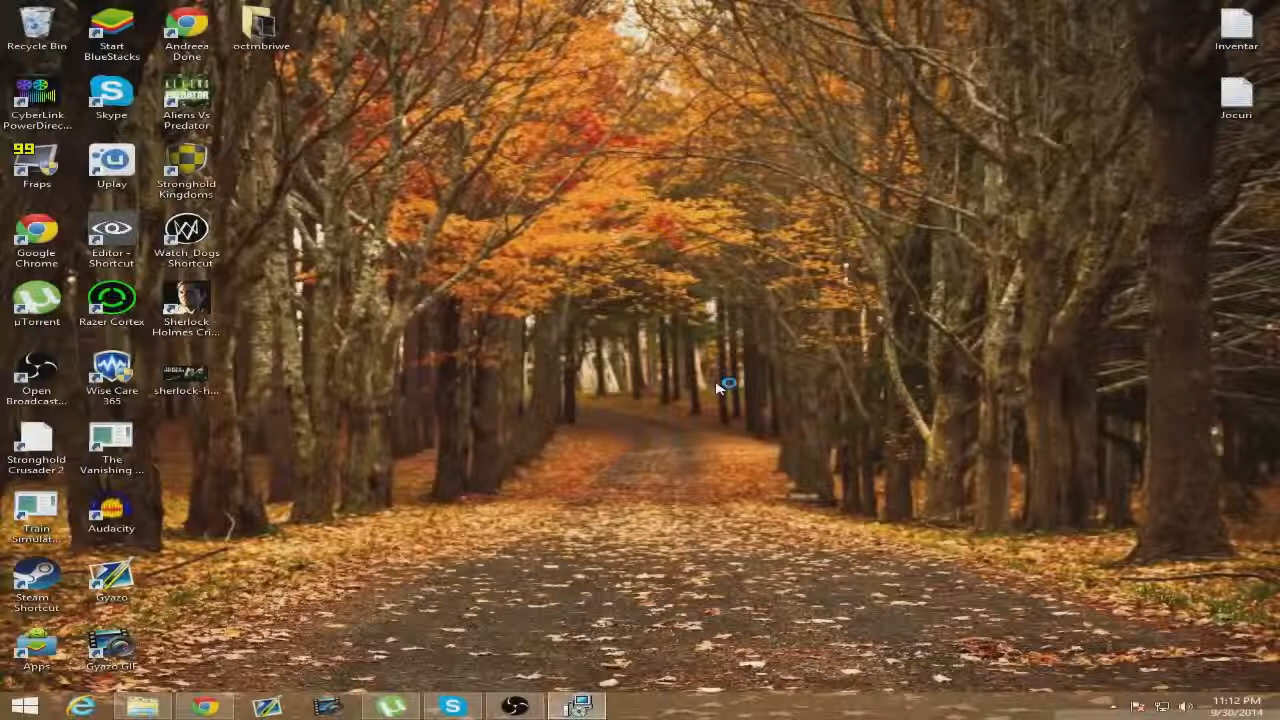 Recycle Bin
Start
BlueStacks
Andreea
Done
octmbriwe
Inventar
CyberLink
PowerDirec...
Skype
ALIENS
PREDATOR
Aliens Vs
Predator
Jocuri
99
Fraps
Uplay
Stronghold
Kingdoms
Google
Chrome
Editor -
Shortcut
Watch_Dogs
- Shortcut
µTorrent
Razer Cortex
Sherlock
Holmes Cri...
Open
Broadcast...
Wise Care
365
sherlock-h...
Stronghold
Crusader 2
The
Vanishing ...
Train
Simulat...
Audacity
Steam -
Shortcut
Gyazo
Apps
Gyazo GIF
11:12 PM
9/30/2014